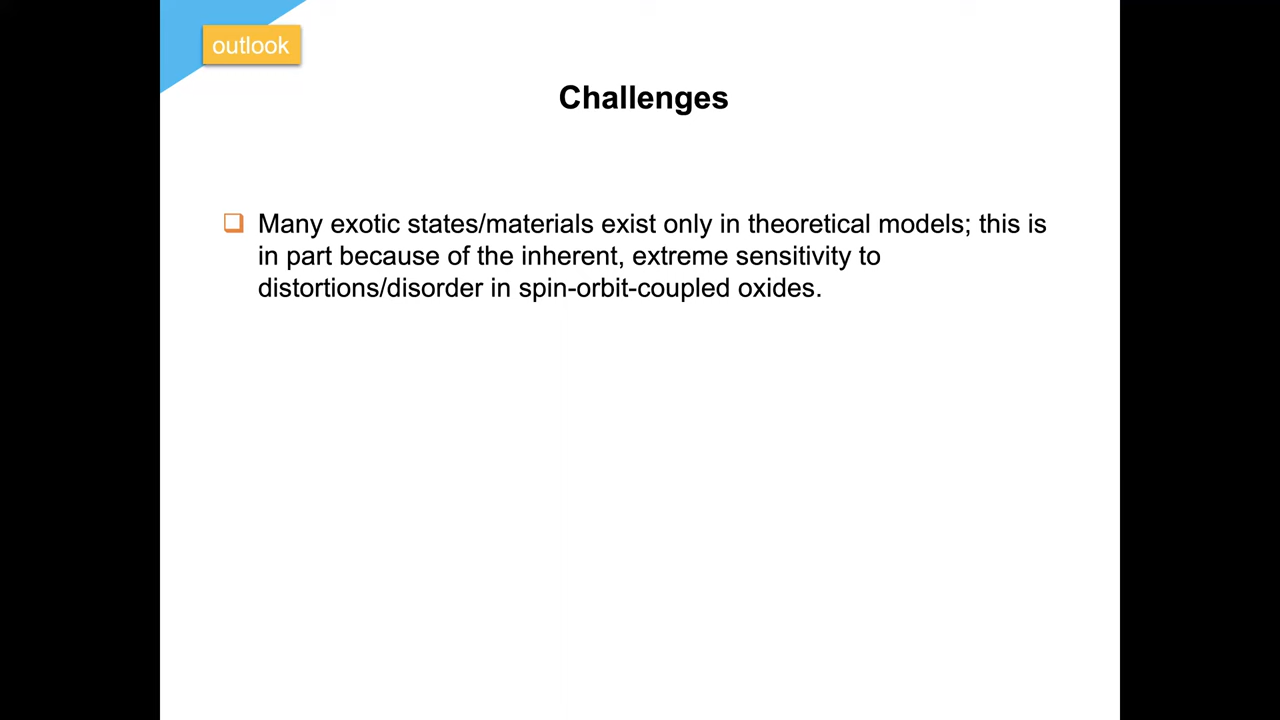 outlook
Challenges
Many exotic states/materials exist only in theoretical models; this is
in part because of the inherent, extreme sensitivity to
distortions/disorder in spin-orbit-coupled oxides.